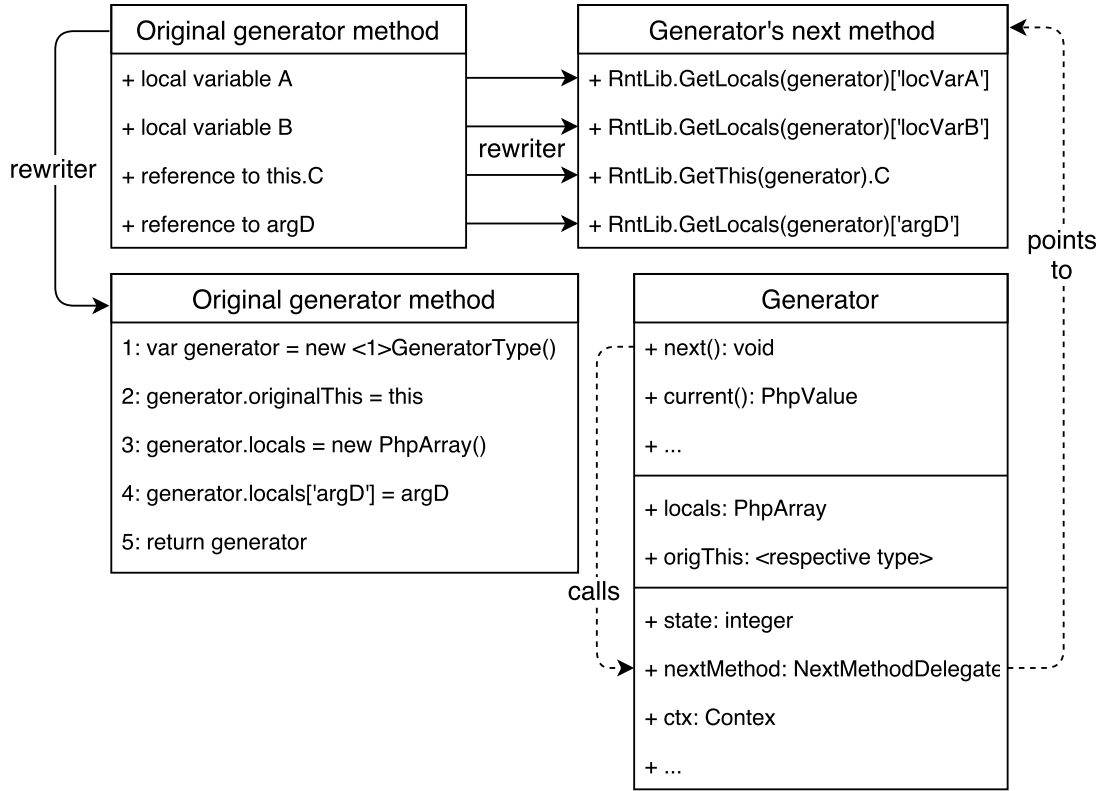 Original generator method
+ local variable A
+ local variable B
+ reference to this.C
+ reference to argD
rewriter
rewriter
Generator's next method
+ RntLib.GetLocals(generator)['locVarA']
+ RntLib.GetLocals(generator)['locVarB']
+ RntLib.GetThis(generator).C
+ RntLib.GetLocals(generator)['argD']
points
to
Original generator method
1: var generator = new <1>GeneratorType()
2: generator.originalThis = this
3: generator.locals = new PhpArray()
4: generator.locals['argD'] = argD
5: return generator
calls
Generator
+ next(): void
+ current(): PhpValue
+ ...
+ locals: PhpArray
+ origThis: <respective type>
+ state: integer
+ nextMethod: NextMethodDelegate
+ ctx: Contex
+ ...